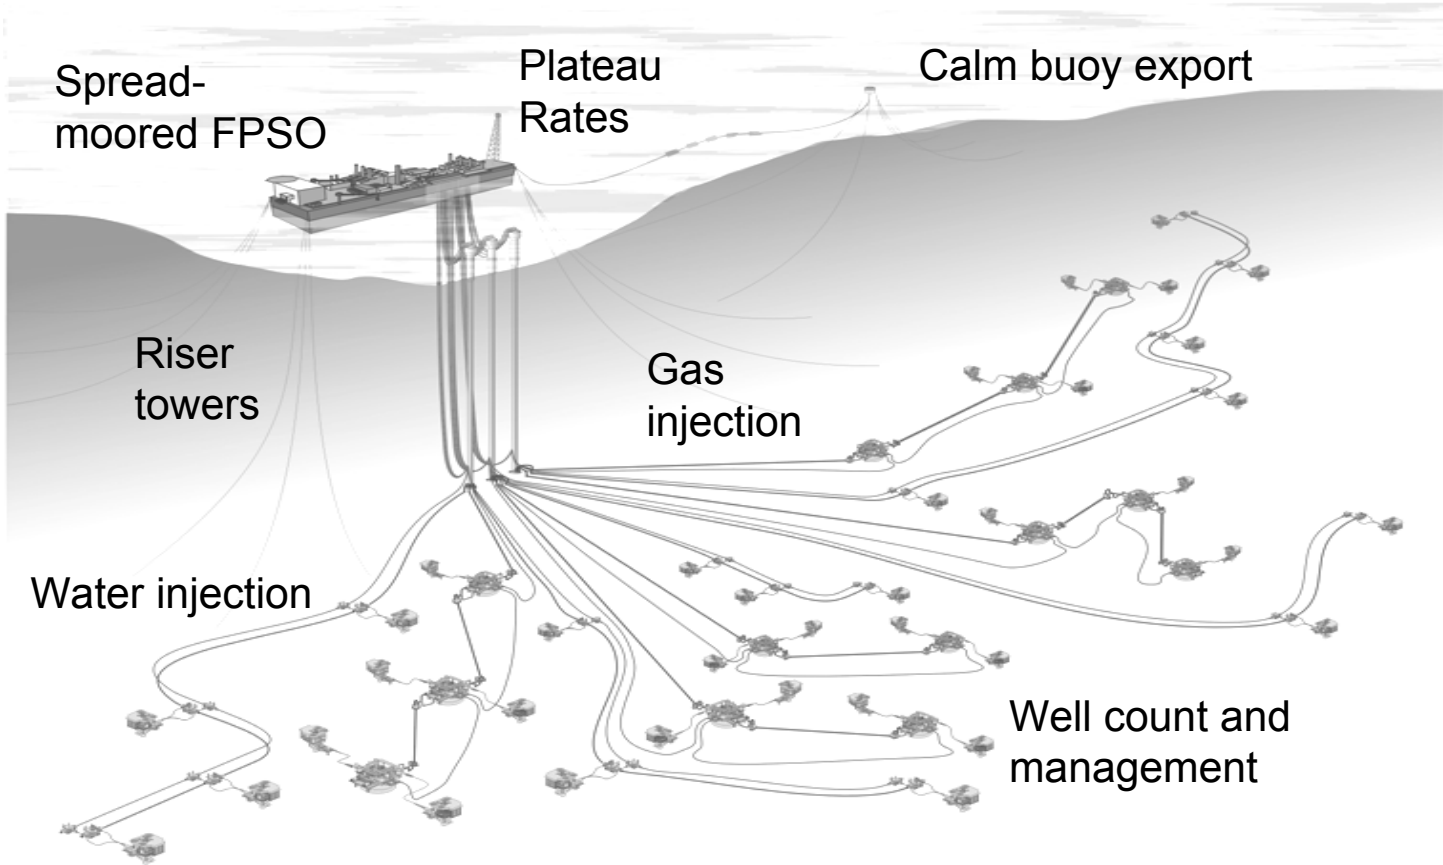 Spread-
moored FPSO
Plateau
Rates
Calm buoy export
Riser
towers
Gas
injection
Water injection
Well count and
management